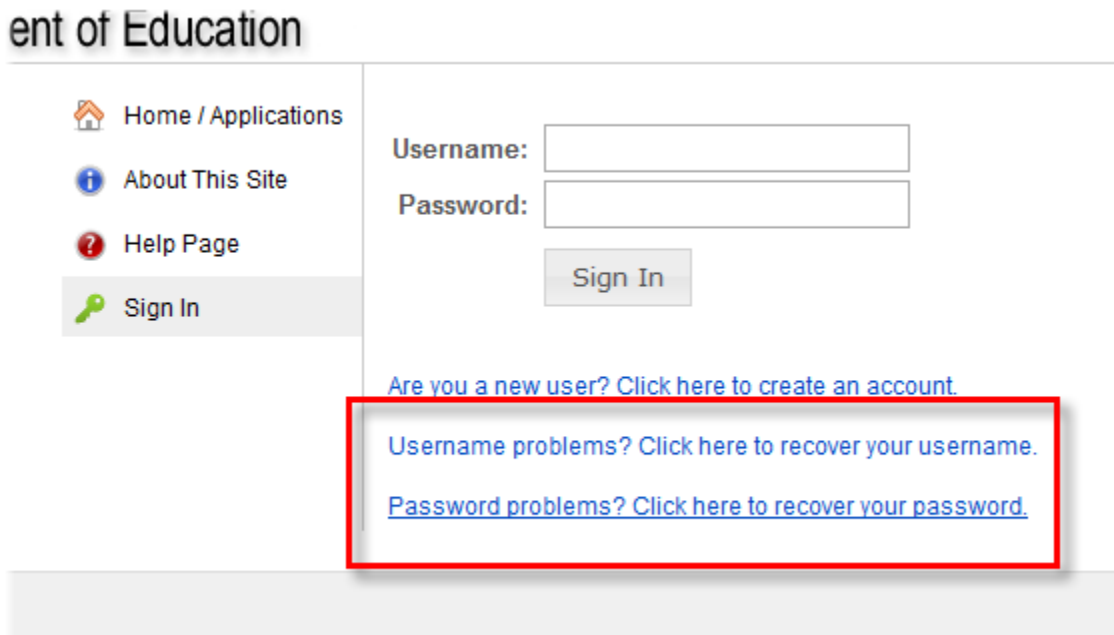 ent of Education
Home / Applications
About This Site
Help Page
Sign In
Username:
Password:
Sign In
Are you a new user? Click here to create an account.
Username problems? Click here to recover your username.
Password problems? Click here to recover your password.